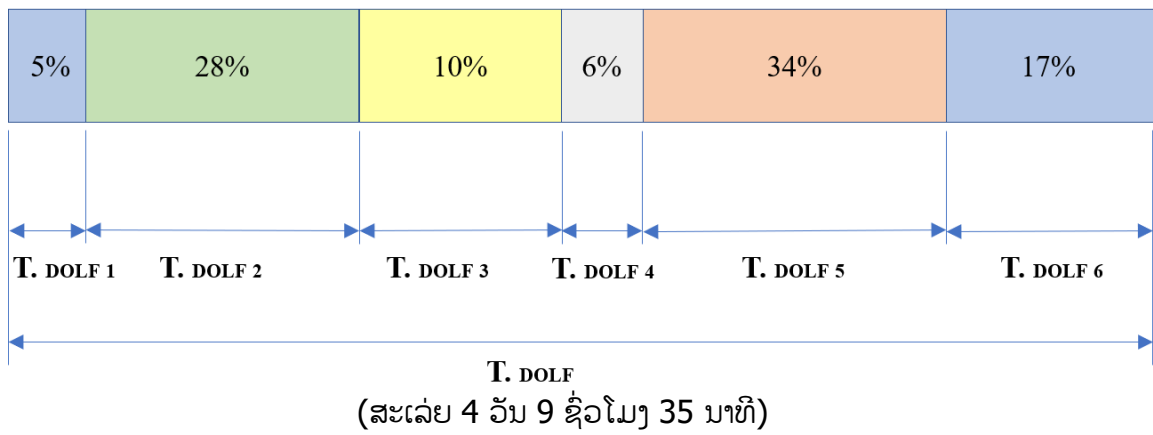 5% 28% 10% 6% 34% 17%
T. DOLF 1 T. DOLF 2 T. DOLF 3 T. DOLF 4 T. DOLF 5 T. DOLF 6
T. DOLF
(ສະເລ່ຍ 4 ວັນ 9 ຊົ່ວໂມງ 35 ນາທີ)